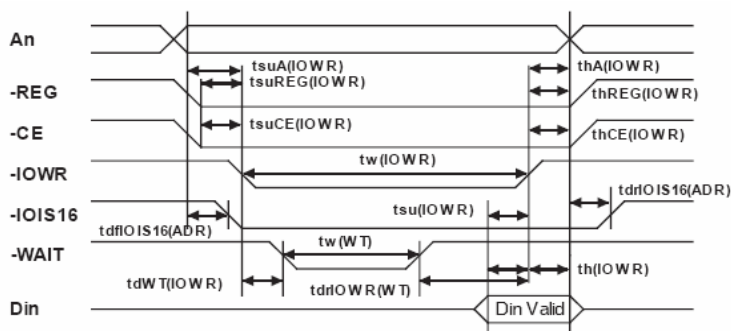 An
tsuA(IOWR)
thA(IOWR)
tsuREG(IOWR)
-REG
thREG(IOWR)
tsuCE(IOWR)
-CE
thCE(IOWR)
tw(IOWR)
-IOWR
tdrIOIS16(ADR)
-IOIS16
tsu(IOWR)
tdfIOIS16(ADR)
tw(WT)
-WAIT
tdWT(IOWR)
tdrIOWR(WT)
th(IOWR)
Din
Din Valid